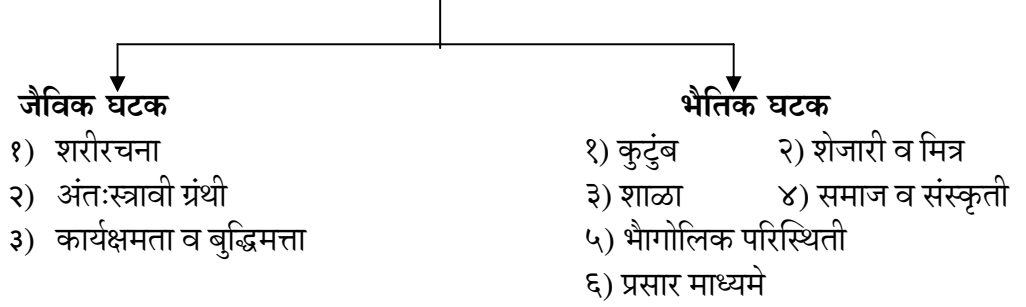 जैविक घटक
१) शरीरचना
२) अंतःस्त्रावी ग्रंथी
३) कार्यक्षमता व बुद्धिमत्ता
भैतिक घटक
१) कुटुंब २) शेजारी व मित्र
३) शाळा ४) समाज व संस्कृती
५) भौगोलिक परिस्थिती
६) प्रसार माध्यमे